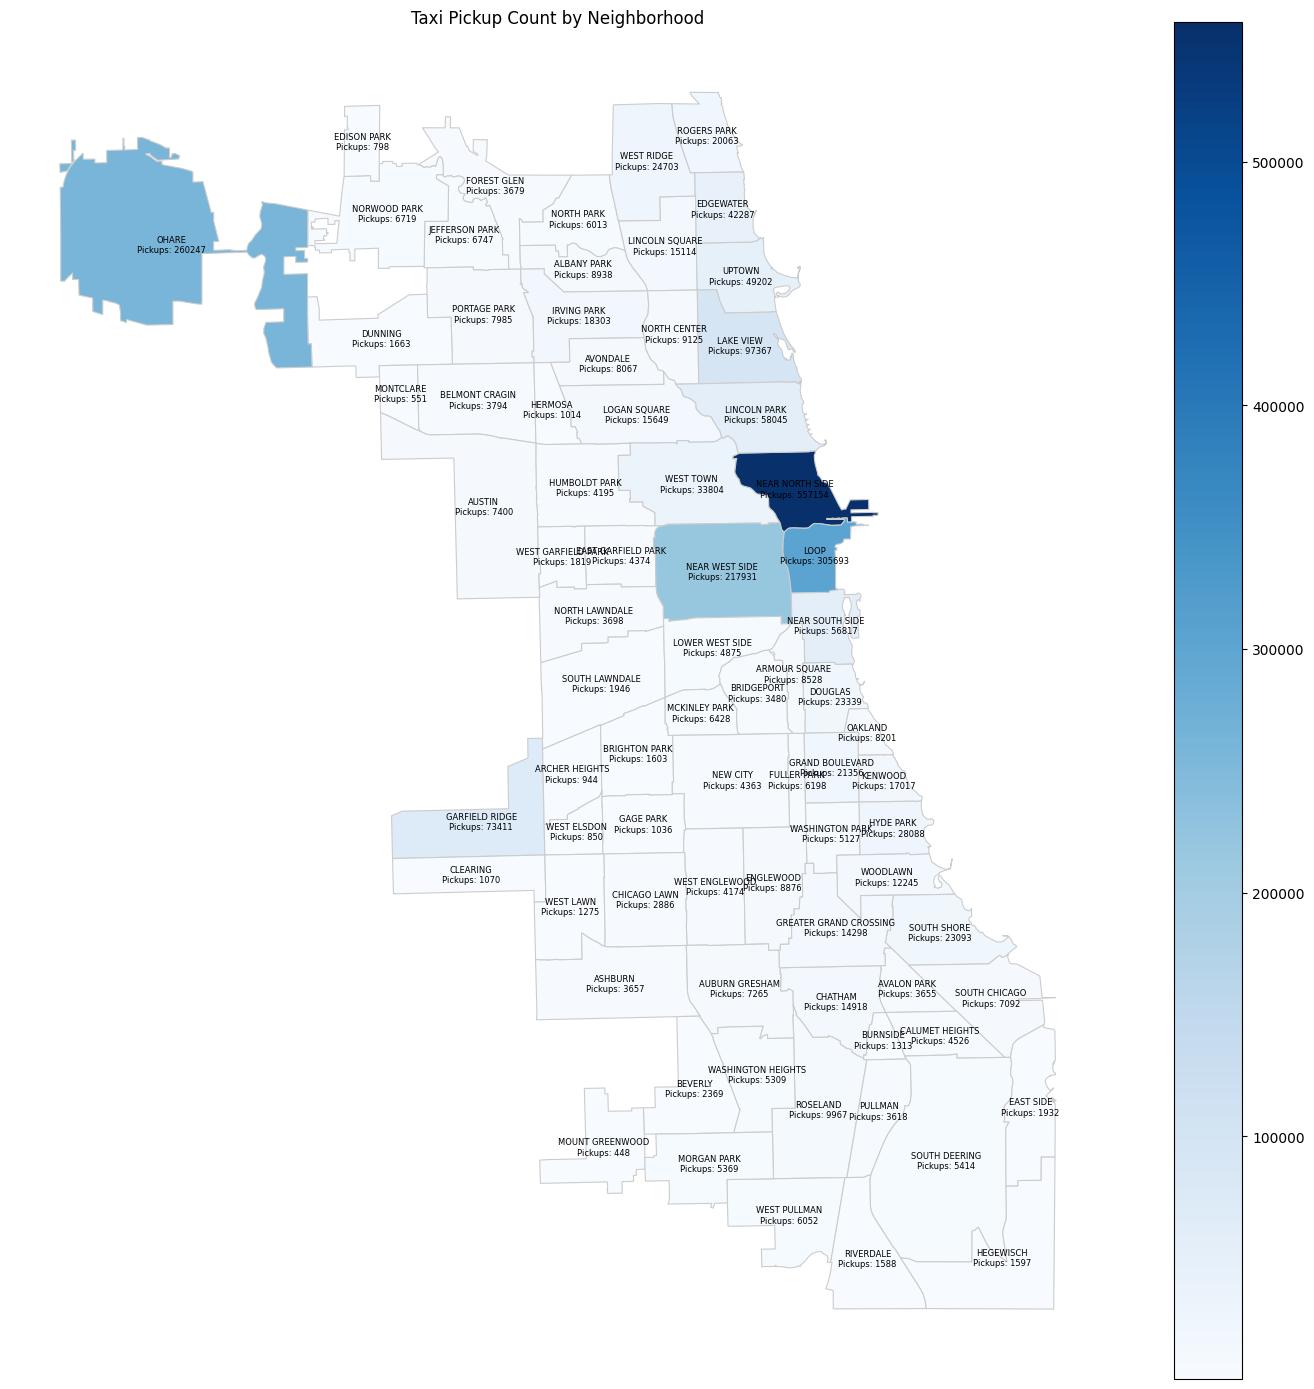 Taxi Pickup Count by Neighborhood
EDISON PARK
Pickups: 798
ROGERS PARK
Pickups: 20063
WEST RIDGE
Pickups: 24703
FOREST GLEN
Pickups: 3679
NORWOOD PARK
Pickups: 6719
EDGEWATER
Pickups: 42287
NORTH PARK
Pickups: 6013
JEFFERSON PARK
Pickups: 6747
OHARE
Pickups: 260247
LINCOLN SQUARE
Pickups: 15114
ALBANY PARK
Pickups: 8938
UPTOWN
Pickups: 49202
PORTAGE PARK
Pickups: 7985
IRVING PARK
Pickups: 18303
NORTH CENTER
Pickups: 9125
DUNNING
Pickups: 1663
LAKE VIEW
Pickups: 97367
AVONDALE
Pickups: 8067
MONTCLARE
Pickups: 551
BELMONT CRAGIN
Pickups: 3794
HERMOSA
Pickups: 1014
LOGAN SQUARE
Pickups: 15649
LINCOLN PARK
Pickups: 58045
HUMBOLDT PARK
Pickups: 4195
WEST TOWN
Pickups: 33804
NEAR NORTH SIDE
Pickups: 557154
AUSTIN
Pickups: 7400
WEST GARFIELD PARK
Pickups: 1819
EAST GARFIELD PARK
Pickups: 4374
LOOP
Pickups: 305693
NEAR WEST SIDE
Pickups: 217931
NORTH LAWNDALE
Pickups: 3698
NEAR SOUTH SIDE
Pickups: 56817
LOWER WEST SIDE
Pickups: 4875
ARMOUR SQUARE
Pickups: 8528
SOUTH LAWNDALE
Pickups: 1946
BRIDGEPORT
Pickups: 3480
DOUGLAS
Pickups: 23339
MCKINLEY PARK
Pickups: 6428
OAKLAND
Pickups: 8201
BRIGHTON PARK
Pickups: 1603
ARCHER HEIGHTS
Pickups: 944
NEW CITY
Pickups: 4363
FULLER PARK
Pickups: 6198
GRAND BOULEVARD
Pickups: 21356
KENWOOD
Pickups: 17017
GARFIELD RIDGE
Pickups: 73411
WEST ELSDON
Pickups: 850
GAGE PARK
Pickups: 1036
WASHINGTON PARK
Pickups: 5127
HYDE PARK
Pickups: 28088
CLEARING
Pickups: 1070
WEST LAWN
Pickups: 1275
CHICAGO LAWN
Pickups: 2886
WEST ENGLEWOOD
Pickups: 4174
ENGLEWOOD
Pickups: 8876
WOODLAWN
Pickups: 12245
GREATER GRAND CROSSING
Pickups: 14298
SOUTH SHORE
Pickups: 23093
ASHBURN
Pickups: 3657
AUBURN GRESHAM
Pickups: 7265
CHATHAM
Pickups: 14918
AVALON PARK
Pickups: 3655
SOUTH CHICAGO
Pickups: 7092
BURNSIDE
Pickups: 1313
CALUMET HEIGHTS
Pickups: 4526
WASHINGTON HEIGHTS
Pickups: 5309
BEVERLY
Pickups: 2369
ROSELAND
Pickups: 9967
PULLMAN
Pickups: 3618
EAST SIDE
Pickups: 1932
MOUNT GREENWOOD
Pickups: 448
MORGAN PARK
Pickups: 5369
SOUTH DEERING
Pickups: 5414
WEST PULLMAN
Pickups: 6052
RIVERDALE
Pickups: 1588
HEGEWISCH
Pickups: 1597
500000
400000
300000
200000
100000